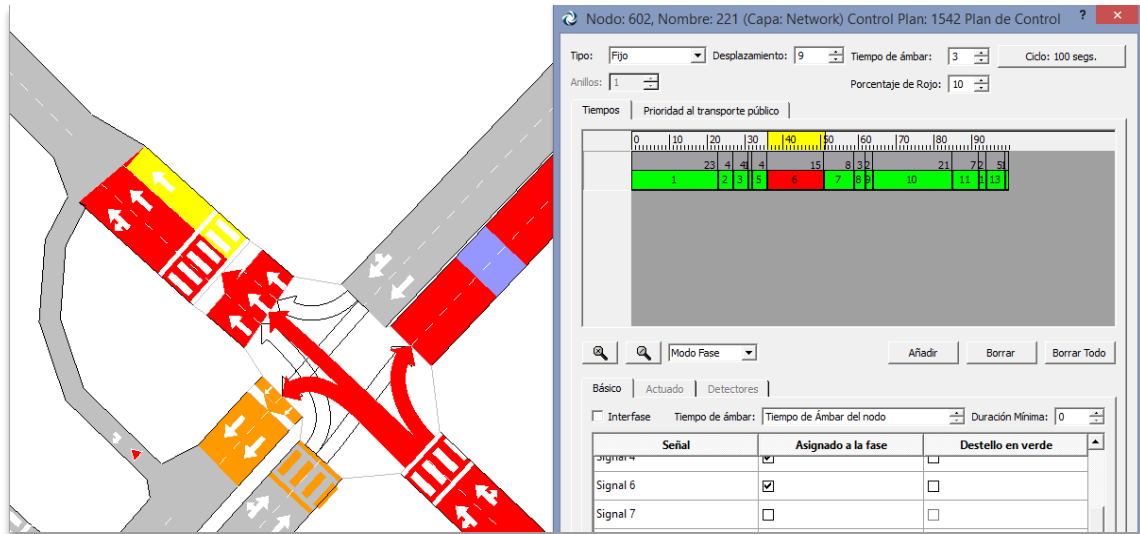 Nodo: 602, Nombre: 221 (Capa: Network) Control Plan: 1542 Plan de Control ?
Tipo: Fijo Desplazamiento: 9 Tiempo de ámbar: 3 Ciclo: 100 segs.
Anillos: 1 Porcentaje de Rojo: 10
Tiempos Prioridad al transporte público
0 10 20 30 40 50 60 70 80 90
23 4 4 4 15 8 3 2 21 7 2 5
1 2 3 5 6 7 8 9 10 11 13
Modo Fase Añadir Borrar Borrar Todo
Básico Actuado Detectores
Interfase Tiempo de ámbar: Tiempo de Ámbar del nodo Duración Mínima: 0
Señal Asignado a la fase Destello en verde
Signal 4
Signal 6
Signal 7